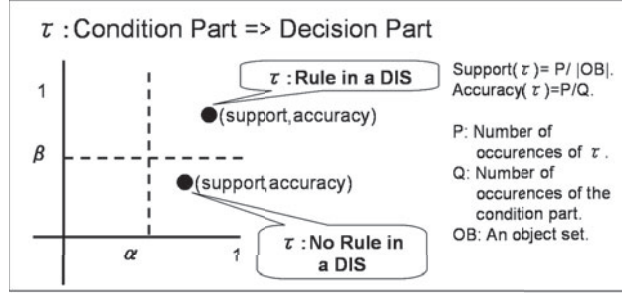 τ : Condition Part => Decision Part
τ : Rule in a DIS
1
(support,accuracy)
β
(support,accuracy)
α
1
τ : No Rule in
a DIS
Support(τ)= P/ |OB|.
Accuracy(τ)=P/Q.
P: Number of
occurences of τ.
Q: Number of
occurences of the
condition part.
OB: An object set.